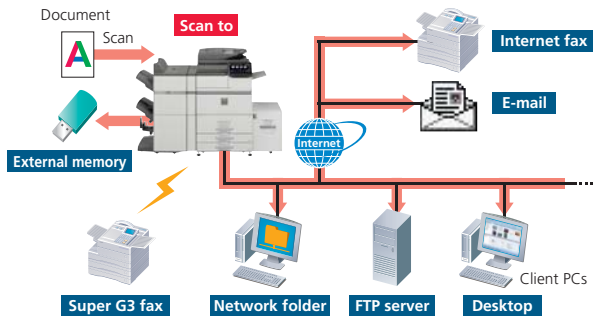 Document
Scan
A
Scan to
Internet fax
E-mail
Internet
External memory
Super G3 fax
Network folder
FTP server
Desktop
Client PCs